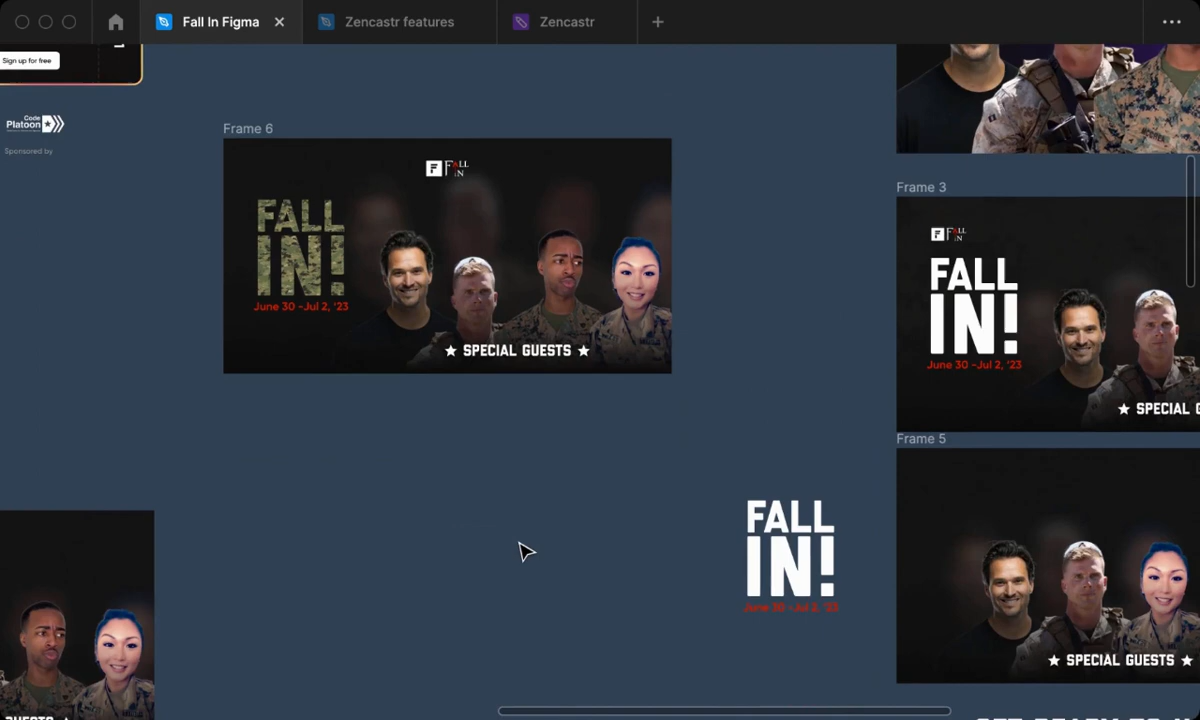 Fall In Figma
Zencastr features
Zencastr
Sign up for free
Code
Platoon
Sponsored by
Frame 6
F FALL
IN
FALL
IN!
June 30 -Jul 2, '23
★ SPECIAL GUESTS ★
Frame 3
F FALL
IN
FALL
IN!
June 30 -Jul 2, '23
★ SPECIAL G
Frame 5
★ SPECIAL GUESTS ★
FALL
IN!
June 30 -Jul 2, '23